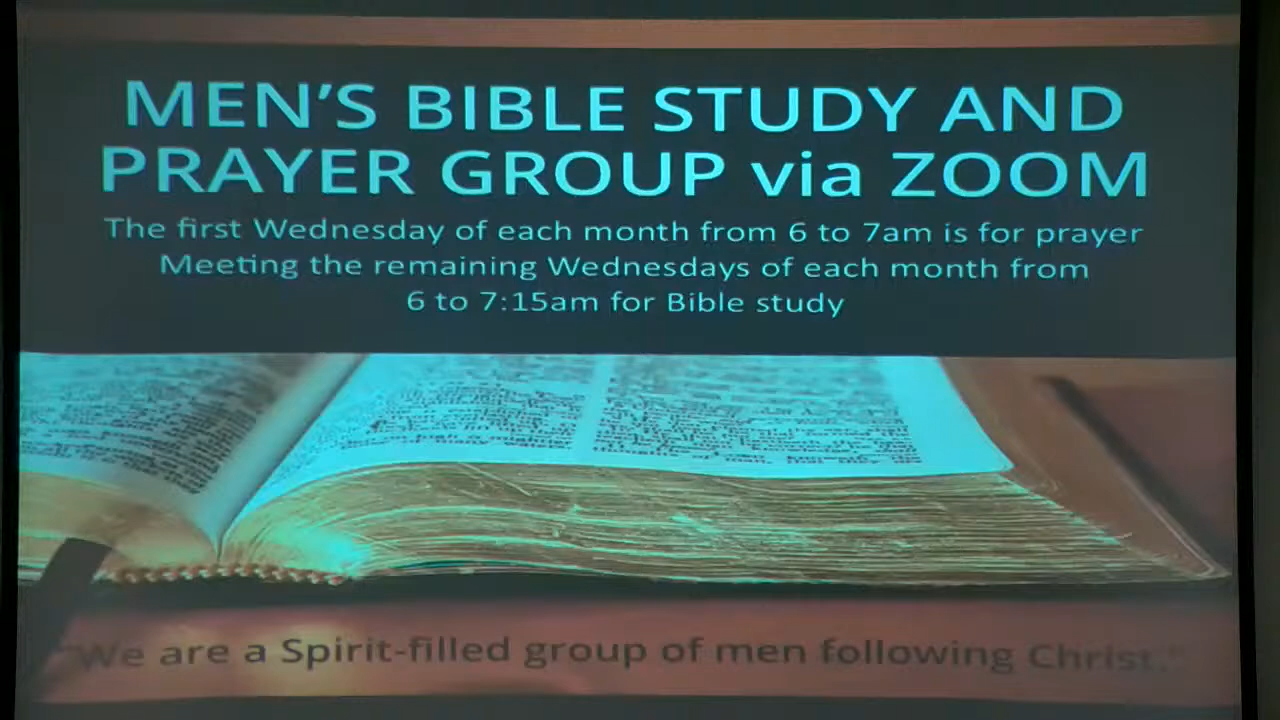 MEN'S BIBLE STUDY AND
PRAYER GROUP via ZOOM
The first Wednesday of each month from 6 to 7am is for prayer
Meeting the remaining Wednesdays of each month from
6 to 7:15am for Bible study
"We are a Spirit-filled group of men following Christ."